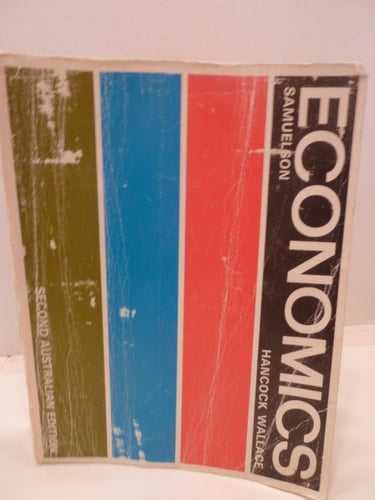 ECONOMICS
SAMUELSON
HANCOCK WALLACE
SECOND AUSTRALIAN EDITION